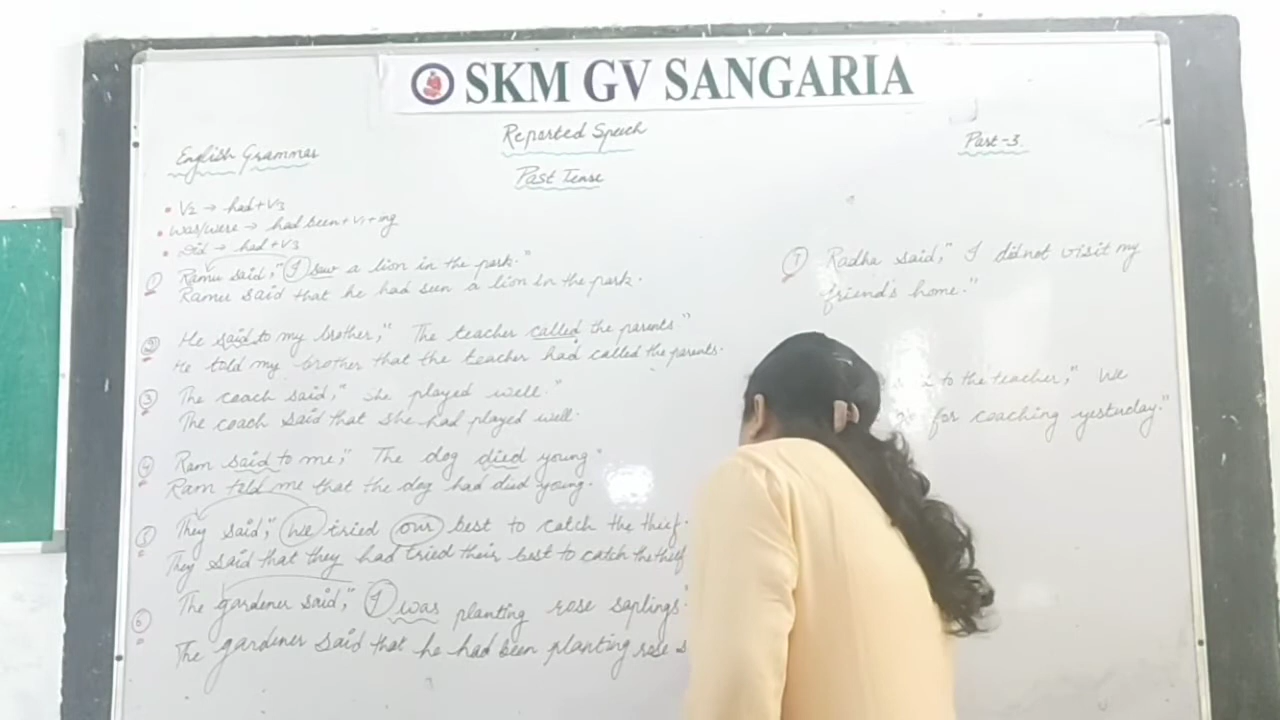 SKM GV SANGARIA
Reported Speech
English Grammar
Part-3.
Past Tense
• V2 → had+V3
• was/were → had been+V1+ing
• Did → had+V3
① Ramu said," I saw a lion in the park."
Ramu said that he had seen a lion in the park.
② He said to my brother," The teacher called the parents"
He told my brother that the teacher had called the parents.
③ The coach said," She played well."
The coach said that she had played well.
④ Ram said to me," The dog died young"
Ram told me that the dog had died young.
⑤ They said," We tried our best to catch the thief.
They said that they had tried their best to catch the thief
⑥ The gardener said," I was planting rose saplings."
The gardener said that he had been planting rose s
⑦ Radha said," I did not visit my
friend's home."
to the teacher," We
for coaching yesterday."